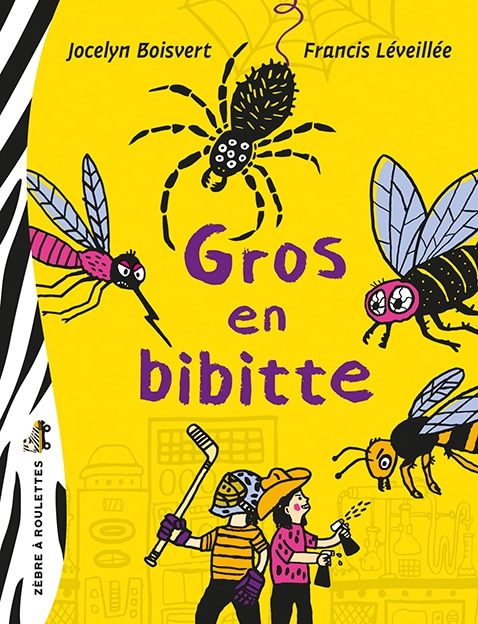 Jocelyn Boisvert
Francis Léveillée
Gros
en
bibitte
ZÈBRE À ROULETTES